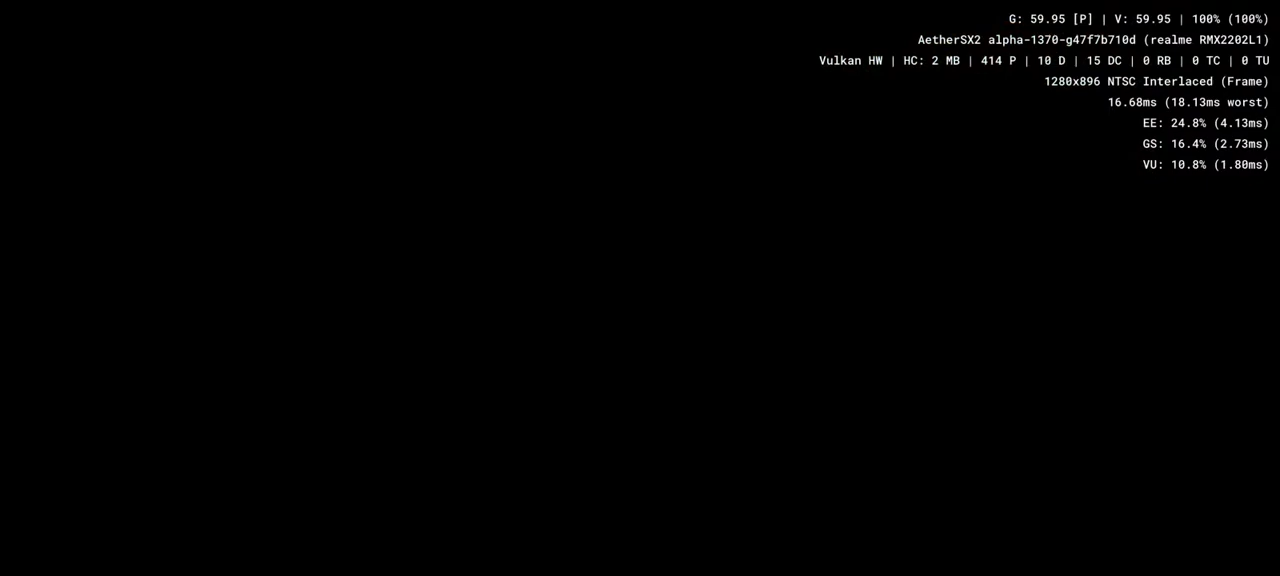 G: 59.95 [P] | V: 59.95 | 100% (100%)
AetherSX2 alpha-1370-g47f7b710d (realme RMX2202L1)
Vulkan HW | HC: 2 MB | 414 P | 10 D | 15 DC | 0 RB | 0 TC | 0 TU
1280x896 NTSC Interlaced (Frame)
16.68ms (18.13ms worst)
EE: 24.8% (4.13ms)
GS: 16.4% (2.73ms)
VU: 10.8% (1.80ms)